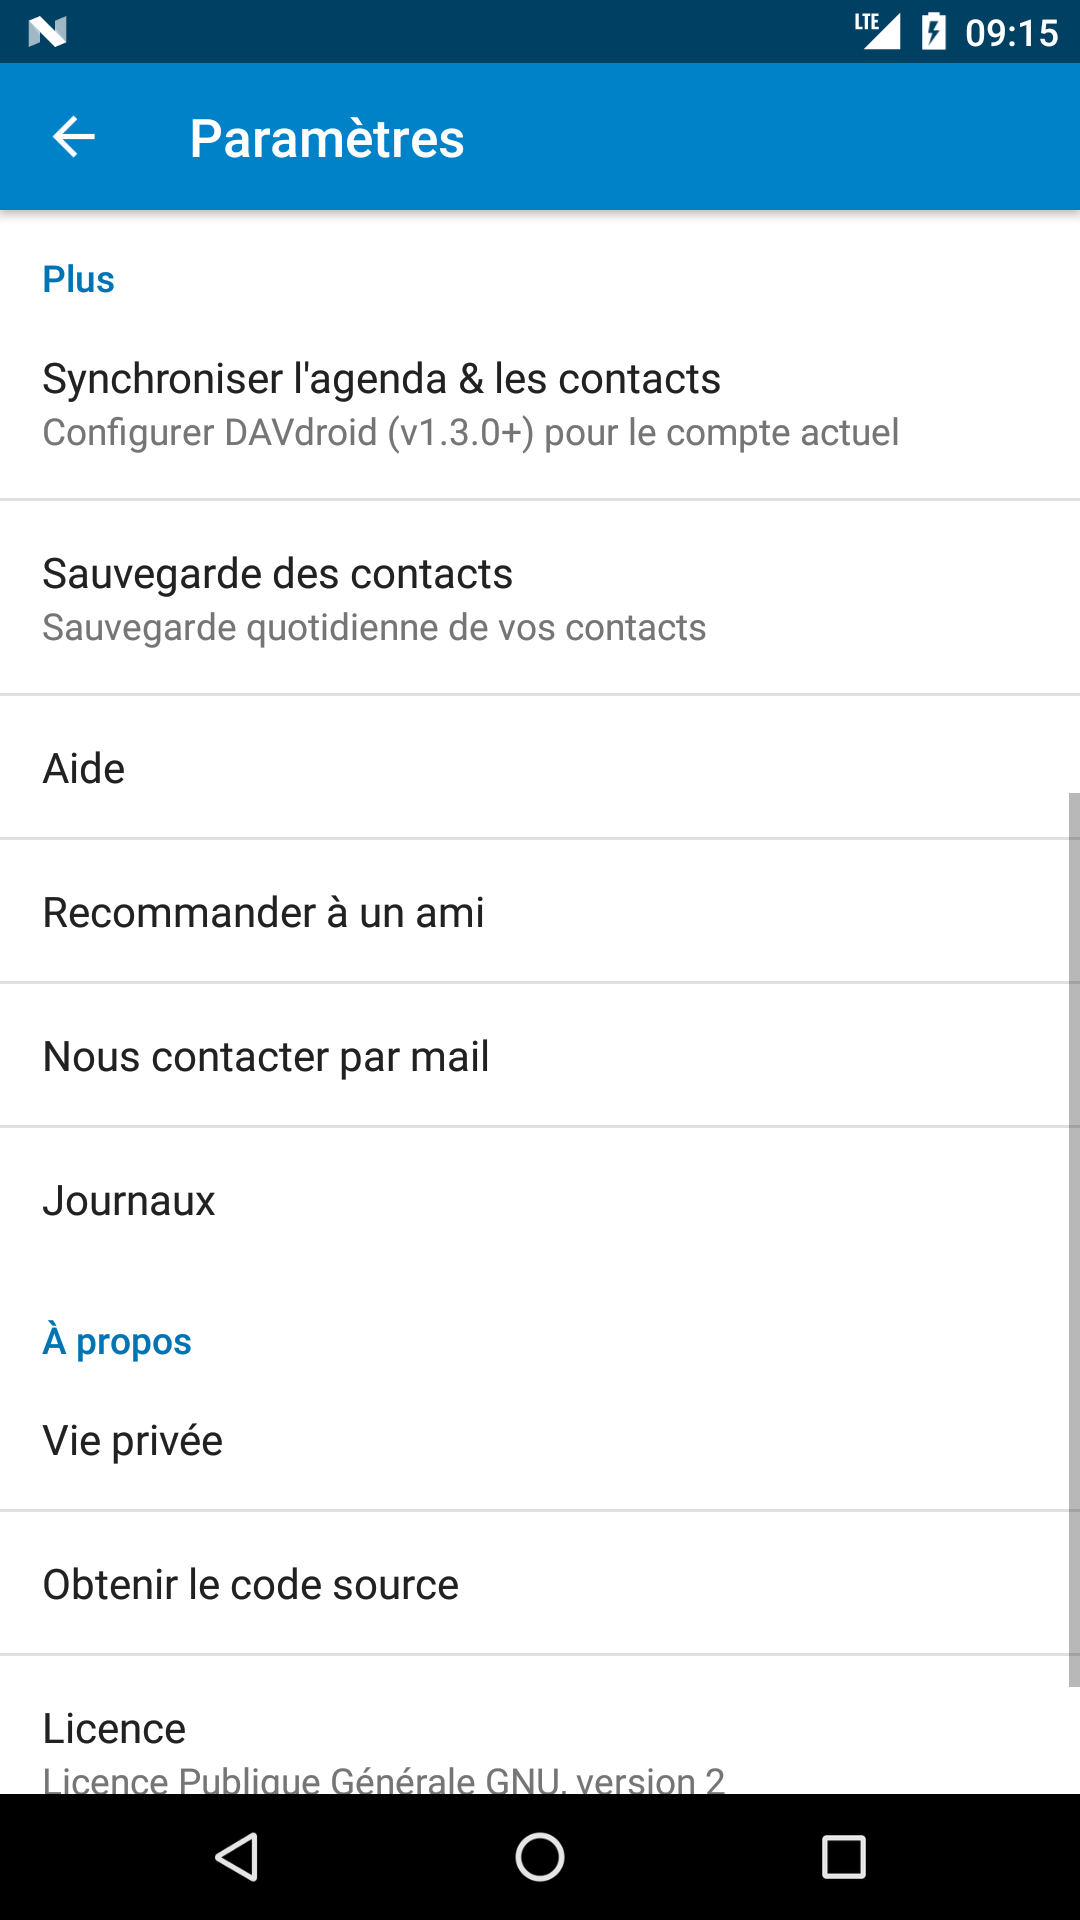 LTE 09:15
Paramètres
Plus
Synchroniser l'agenda & les contacts
Configurer DAVdroid (v1.3.0+) pour le compte actuel
Sauvegarde des contacts
Sauvegarde quotidienne de vos contacts
Aide
Recommander à un ami
Nous contacter par mail
Journaux
À propos
Vie privée
Obtenir le code source
Licence
Licence Publique Générale GNU, version 2